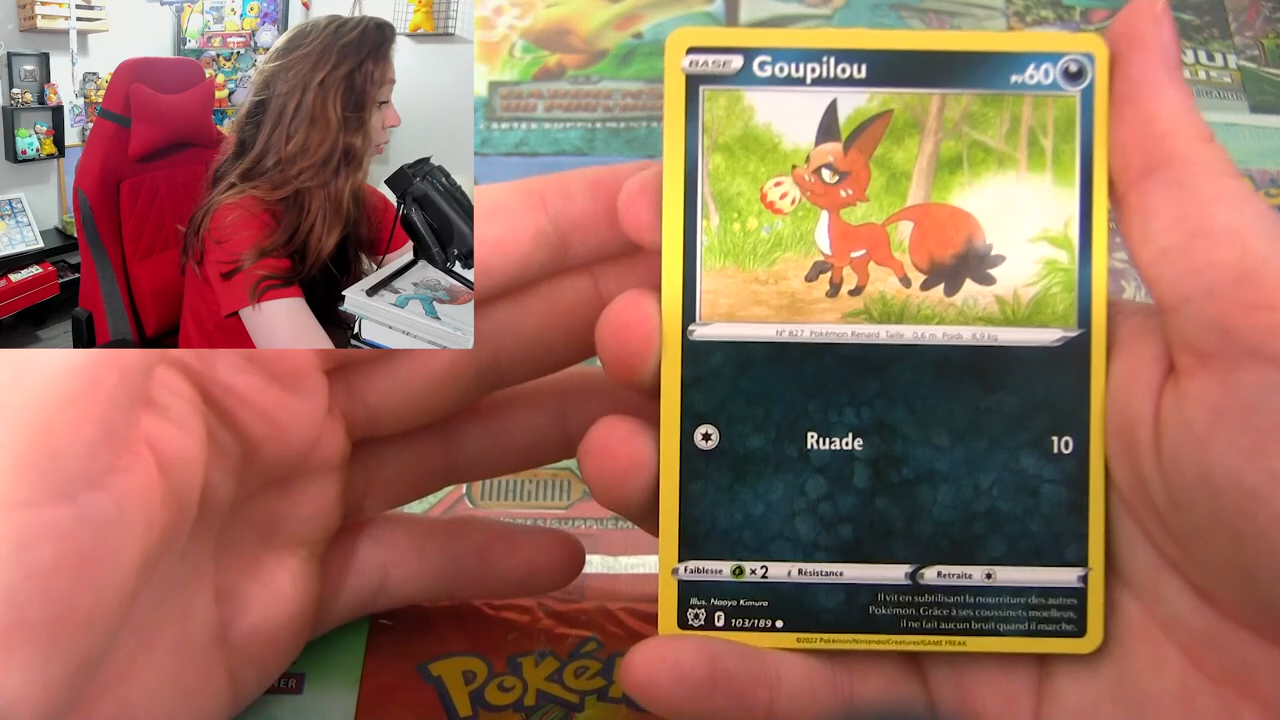 BASE Goupilou PV60
N° 827 Pokémon Renard Taille : 0,6 m Poids : 8,9 kg
Ruade 10
Faiblesse ×2 Résistance Retraite
Illus. Naoyo Kimura
F 103/189
Il vit en subtilisant la nourriture des autres
Pokémon. Grâce à ses coussinets moelleux,
il ne fait aucun bruit quand il marche.
©2022 Pokémon/Nintendo/Creatures/GAME FREAK
MAGMA
Poké